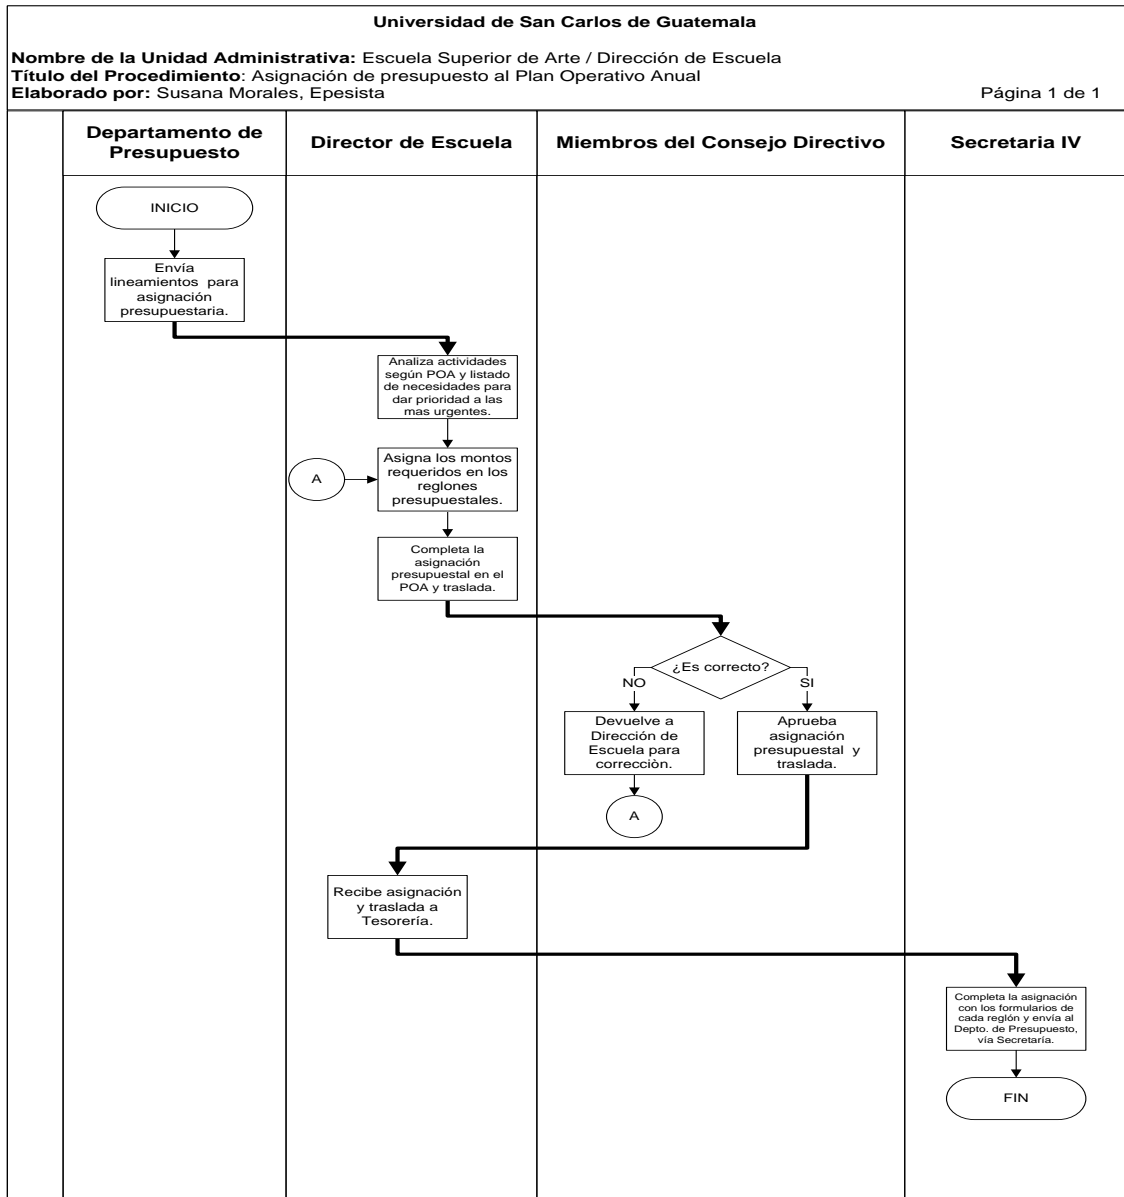 Universidad de San Carlos de Guatemala
Nombre de la Unidad Administrativa: Escuela Superior de Arte / Dirección de Escuela
Título del Procedimiento: Asignación de presupuesto al Plan Operativo Anual
Elaborado por: Susana Morales, Epesista
Página 1 de 1
Departamento de
Presupuesto
Director de Escuela
Miembros del Consejo Directivo
Secretaria IV
INICIO
Envía
lineamientos para
asignación
presupuestaria.
Analiza actividades
según POA y listado
de necesidades para
dar prioridad a las
mas urgentes.
A
Asigna los montos
requeridos en los
reglones
presupuestales.
Completa la
asignación
presupuestal en el
POA y traslada.
¿Es correcto?
NO
SI
Devuelve a
Dirección de
Escuela para
correcciòn.
Aprueba
asignación
presupuestal y
traslada.
A
Recibe asignación
y traslada a
Tesorería.
Completa la asignación
con los formularios de
cada reglón y envía al
Depto. de Presupuesto,
vía Secretaría.
FIN